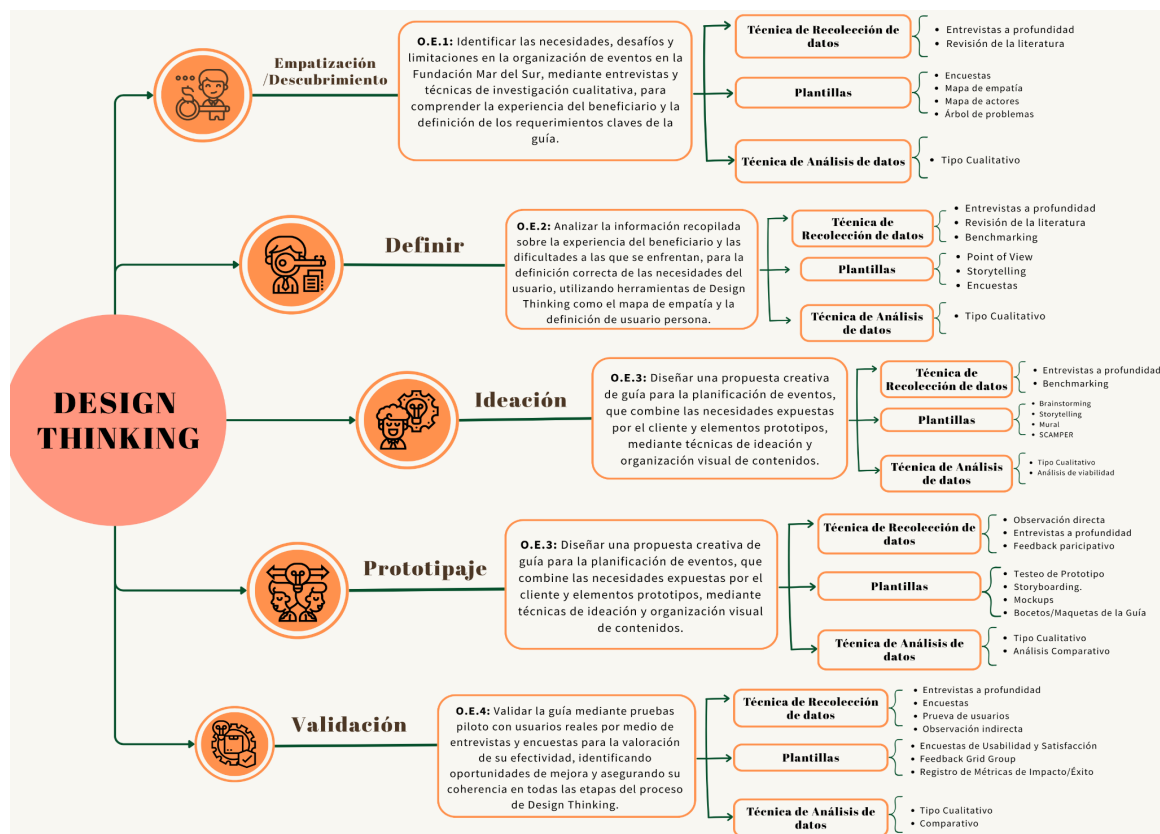 DESIGN
THINKING
Empatización
/Descubrimiento
O.E.1: Identificar las necesidades, desafíos y
limitaciones en la organización de eventos en la
Fundación Mar del Sur, mediante entrevistas y
técnicas de investigación cualitativa, para
comprender la experiencia del beneficiario y la
definición de los requerimientos claves de la
guía.
Técnica de Recolección de
datos
• Entrevistas a profundidad
• Revisión de la literatura
Plantillas
• Encuestas
• Mapa de empatía
• Mapa de actores
• Árbol de problemas
Técnica de Análisis de datos
• Tipo Cualitativo
Definir
O.E.2: Analizar la información recopilada
sobre la experiencia del beneficiario y las
dificultades a las que se enfrentan, para la
definición correcta de las necesidades del
usuario, utilizando herramientas de Design
Thinking como el mapa de empatía y la
definición de usuario persona.
Técnica de
Recolección de datos
• Entrevistas a profundidad
• Revisión de la literatura
• Benchmarking
Plantillas
• Point of View
• Storytelling
• Encuestas
Técnica de Análisis
de datos
• Tipo Cualitativo
Ideación
O.E.3: Diseñar una propuesta creativa
de guía para la planificación de eventos,
que combine las necesidades expuestas
por el cliente y elementos prototipos,
mediante técnicas de ideación y
organización visual de contenidos.
Técnica de
Recolección de datos
• Entrevistas a profundidad
• Benchmarking
Plantillas
• Brainstorming
• Storytelling
• Mural
• SCAMPER
Técnica de Análisis
de datos
• Tipo Cualitativo
• Análisis de viabilidad
Prototipaje
O.E.3: Diseñar una propuesta creativa de
guía para la planificación de eventos, que
combine las necesidades expuestas por el
cliente y elementos prototipos, mediante
técnicas de ideación y organización visual
de contenidos.
Técnica de Recolección de
datos
• Observación directa
• Entrevistas a profundidad
• Feedback paricipativo
Plantillas
• Testeo de Prototipo
• Storyboarding.
• Mockups
• Bocetos/Maquetas de la Guía
Técnica de Análisis de
datos
• Tipo Cualitativo
• Análisis Comparativo
Validación
O.E.4: Validar la guía mediante pruebas
piloto con usuarios reales por medio de
entrevistas y encuestas para la valoración
de su efectividad, identificando
oportunidades de mejora y asegurando su
coherencia en todas las etapas del proceso
de Design Thinking.
Técnica de Recolección
de datos
• Entrevistas a profundidad
• Encuestas
• Prueba de usuarios
• Observación indirecta
Plantillas
• Encuestas de Usabilidad y Satisfacción
• Feedback Grid Group
• Registro de Métricas de Impacto/Éxito
Técnica de Análisis de
datos
• Tipo Cualitativo
• Comparativo